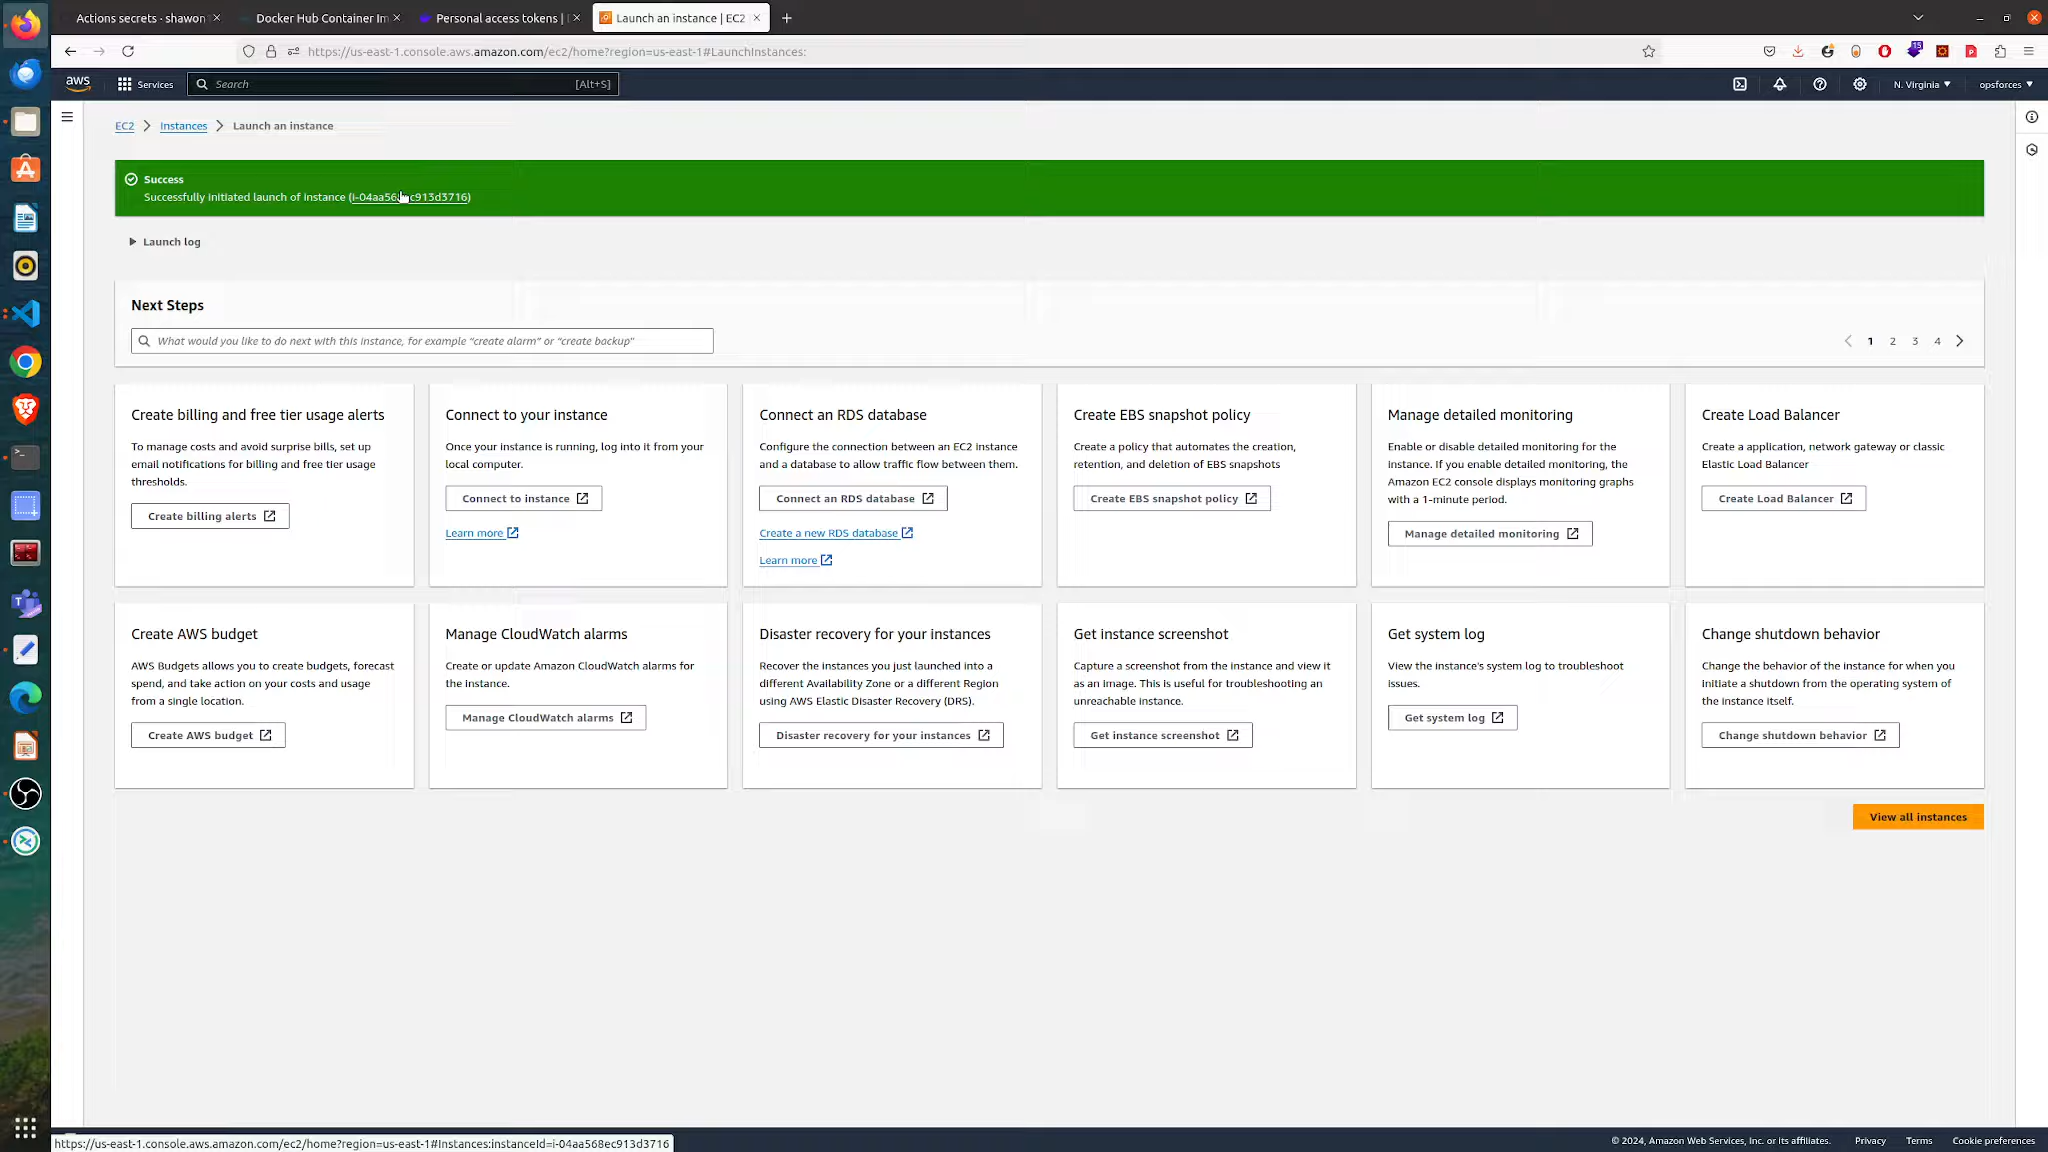 Actions secrets - shawon
Docker Hub Container Im
Personal access tokens |
Launch an instance | EC2
https://us-east-1.console.aws.amazon.com/ec2/home?region=us-east-1#LaunchInstances:
15
aws
Services
Search
[Alt+S]
N. Virginia
opsforces
EC2
Instances
Launch an instance
Success
Successfully initiated launch of instance (i-04aa568ec913d3716)
Launch log
Next Steps
What would you like to do next with this instance, for example "create alarm" or "create backup"
1
2
3
4
Create billing and free tier usage alerts
To manage costs and avoid surprise bills, set up
email notifications for billing and free tier usage
thresholds.
Create billing alerts
Connect to your instance
Once your instance is running, log into it from your
local computer.
Connect to instance
Learn more
Connect an RDS database
Configure the connection between an EC2 instance
and a database to allow traffic flow between them.
Connect an RDS database
Create a new RDS database
Learn more
Create EBS snapshot policy
Create a policy that automates the creation,
retention, and deletion of EBS snapshots
Create EBS snapshot policy
Manage detailed monitoring
Enable or disable detailed monitoring for the
instance. If you enable detailed monitoring, the
Amazon EC2 console displays monitoring graphs
with a 1-minute period.
Manage detailed monitoring
Create Load Balancer
Create a application, network gateway or classic
Elastic Load Balancer
Create Load Balancer
Create AWS budget
AWS Budgets allows you to create budgets, forecast
spend, and take action on your costs and usage
from a single location.
Create AWS budget
Manage CloudWatch alarms
Create or update Amazon CloudWatch alarms for
the instance.
Manage CloudWatch alarms
Disaster recovery for your instances
Recover the instances you just launched into a
different Availability Zone or a different Region
using AWS Elastic Disaster Recovery (DRS).
Disaster recovery for your instances
Get instance screenshot
Capture a screenshot from the instance and view it
as an image. This is useful for troubleshooting an
unreachable instance.
Get instance screenshot
Get system log
View the instance's system log to troubleshoot
issues.
Get system log
Change shutdown behavior
Change the behavior of the instance for when you
initiate a shutdown from the operating system of
the instance itself.
Change shutdown behavior
View all instances
https://us-east-1.console.aws.amazon.com/ec2/home?region=us-east-1#Instances:instanceId=i-04aa568ec913d3716
© 2024, Amazon Web Services, Inc. or its affiliates.
Privacy
Terms
Cookie preferences